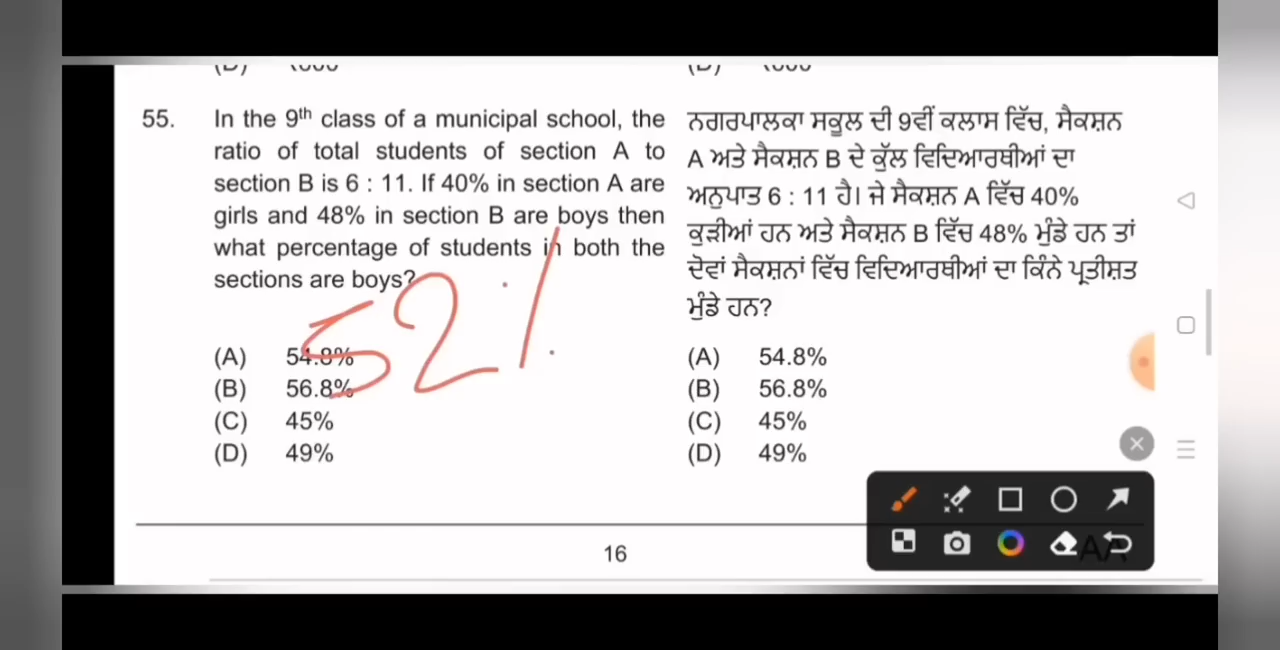 55. In the 9th class of a municipal school, the
ratio of total students of section A to
section B is 6 : 11. If 40% in section A are
girls and 48% in section B are boys then
what percentage of students in both the
sections are boys?
(A) 54.8%
(B) 56.8%
(C) 45%
(D) 49%
52%
ਨਗਰਪਾਲਕਾ ਸਕੂਲ ਦੀ 9ਵੀਂ ਕਲਾਸ ਵਿੱਚ, ਸੈਕਸ਼ਨ
A ਅਤੇ ਸੈਕਸ਼ਨ B ਦੇ ਕੁੱਲ ਵਿਦਿਆਰਥੀਆਂ ਦਾ
ਅਨੁਪਾਤ 6 : 11 ਹੈ। ਜੇ ਸੈਕਸ਼ਨ A ਵਿੱਚ 40%
ਕੁੜੀਆਂ ਹਨ ਅਤੇ ਸੈਕਸ਼ਨ B ਵਿੱਚ 48% ਮੁੰਡੇ ਹਨ ਤਾਂ
ਦੋਵਾਂ ਸੈਕਸ਼ਨਾਂ ਵਿੱਚ ਵਿਦਿਆਰਥੀਆਂ ਦਾ ਕਿੰਨੇ ਪ੍ਰਤੀਸ਼ਤ
ਮੁੰਡੇ ਹਨ?
(A) 54.8%
(B) 56.8%
(C) 45%
(D) 49%
16
AA